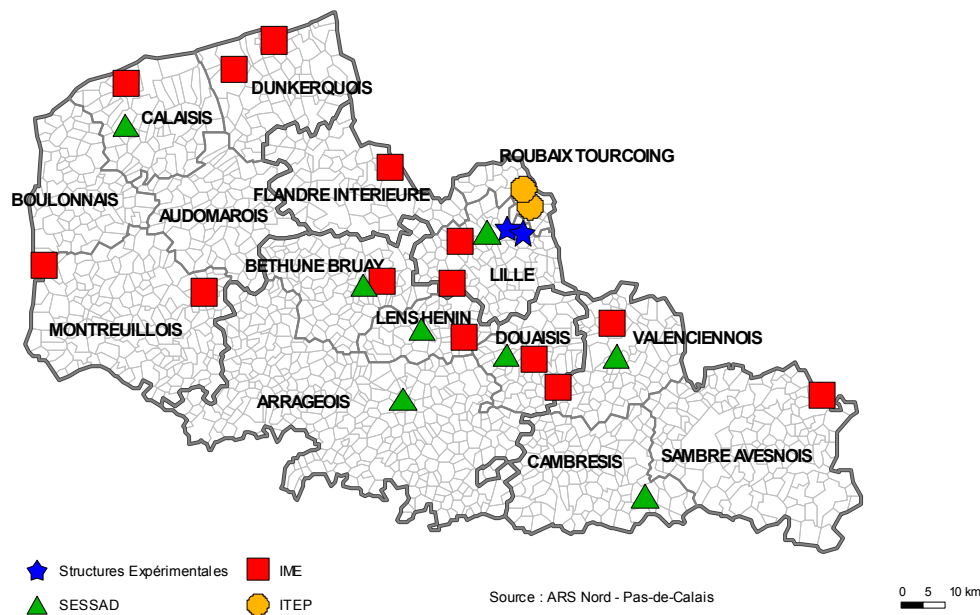 DUNKERQUOIS
CALAISIS
ROUBAIX TOURCOING
BOULONNAIS
FLANDRE INTERIEURE
AUDOMAROIS
BETHUNE BRUAY
LILLE
LENS HENIN
MONTREUILLOIS
DOUAISIS
VALENCIENNOIS
ARRAGEOIS
CAMBRESIS
SAMBRE AVESNOIS
Structures Expérimentales
IME
SESSAD
ITEP
Source : ARS Nord - Pas-de-Calais
0 5 10 km